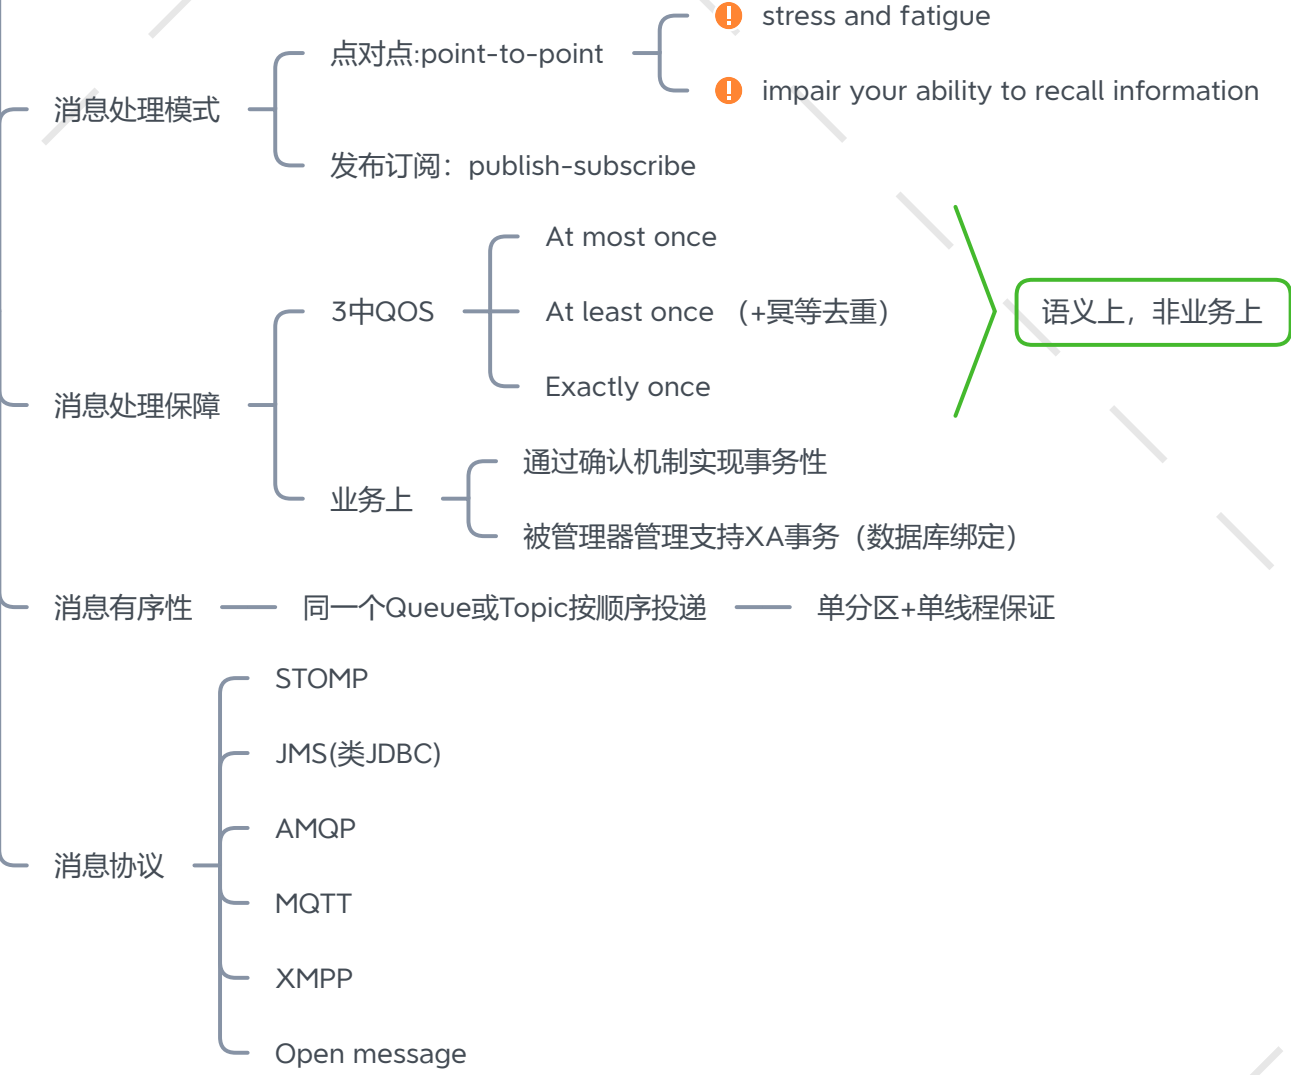 stress and fatigue
点对点:point-to-point
impair your ability to recall information
消息处理模式
发布订阅：publish-subscribe
At most once
3中QOS
At least once （+冥等去重）
语义上，非业务上
Exactly once
消息处理保障
通过确认机制实现事务性
业务上
被管理器管理支持XA事务（数据库绑定）
消息有序性
同一个Queue或Topic按顺序投递
单分区+单线程保证
STOMP
JMS(类JDBC)
AMQP
消息协议
MQTT
XMPP
Open message